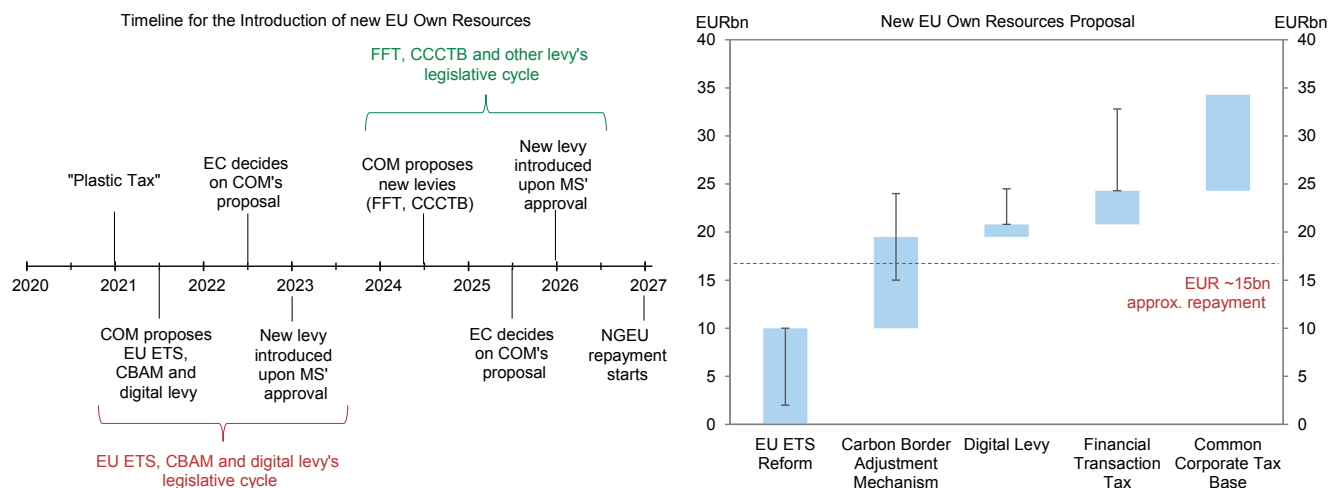 Timeline for the Introduction of new EU Own Resources
FFT, CCCTB and other levy's
legislative cycle
"Plastic Tax"
EC decides
on COM's
proposal
COM proposes
new levies
(FFT, CCCTB)
New levy
introduced
upon MS'
approval
2020
2021
2022
2023
2024
2025
2026
2027
COM proposes
EU ETS,
CBAM and
digital levy
New levy
introduced
upon MS'
approval
EC decides
on COM's
proposal
NGEU
repayment
starts
EU ETS, CBAM and digital levy's
legislative cycle
EURbn
New EU Own Resources Proposal
EURbn
40
35
30
25
20
15
10
5
0
40
35
30
25
20
15
10
5
0
EUR ~15bn
approx. repayment
EU ETS
Reform
Carbon Border
Adjustment
Mechanism
Digital Levy
Financial
Transaction
Tax
Common
Corporate Tax
Base